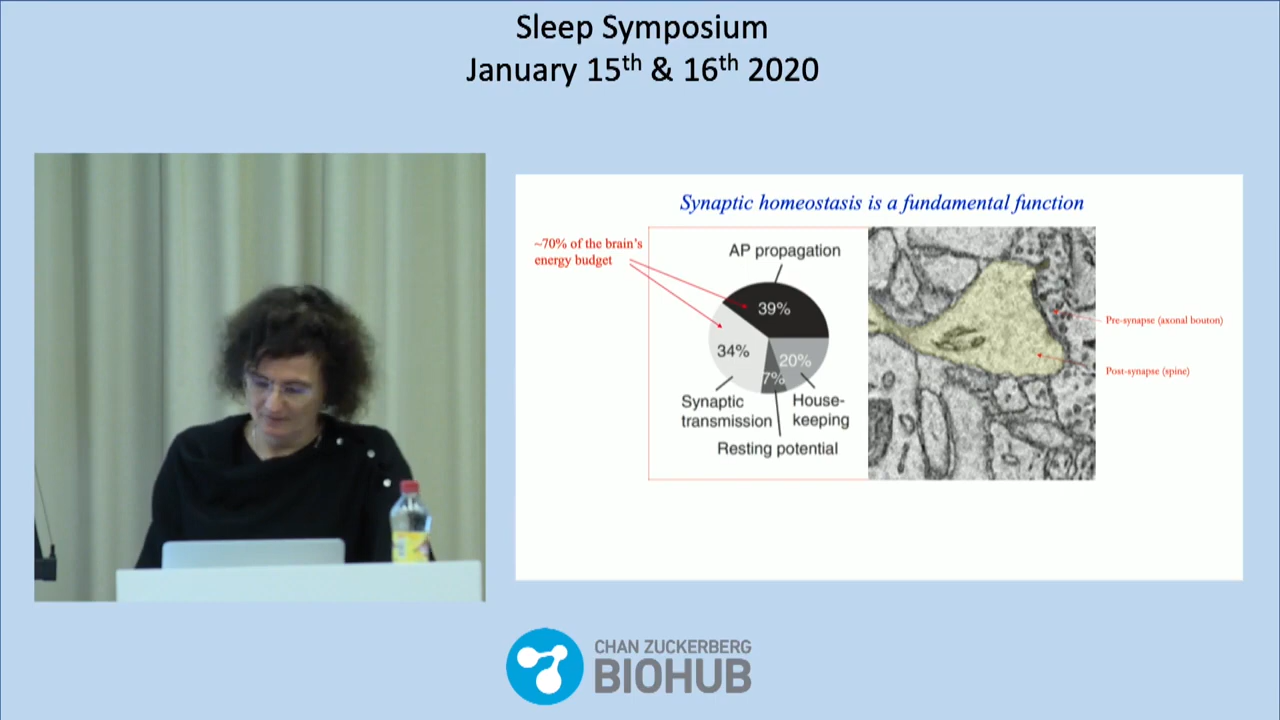 Sleep Symposium
January 15th & 16th 2020
Synaptic homeostasis is a fundamental function
~70% of the brain's
energy budget
AP propagation
39%
34%
20%
7%
Synaptic
transmission
House-
keeping
Resting potential
Pre-synapse (axonal bouton)
Post-synapse (spine)
CHAN ZUCKERBERG
BIOHUB